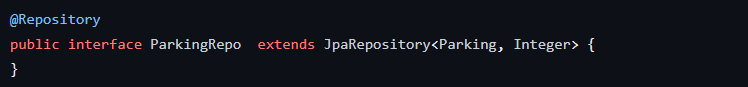 @Repository
public interface ParkingRepo  extends JpaRepository<Parking, Integer> {
}